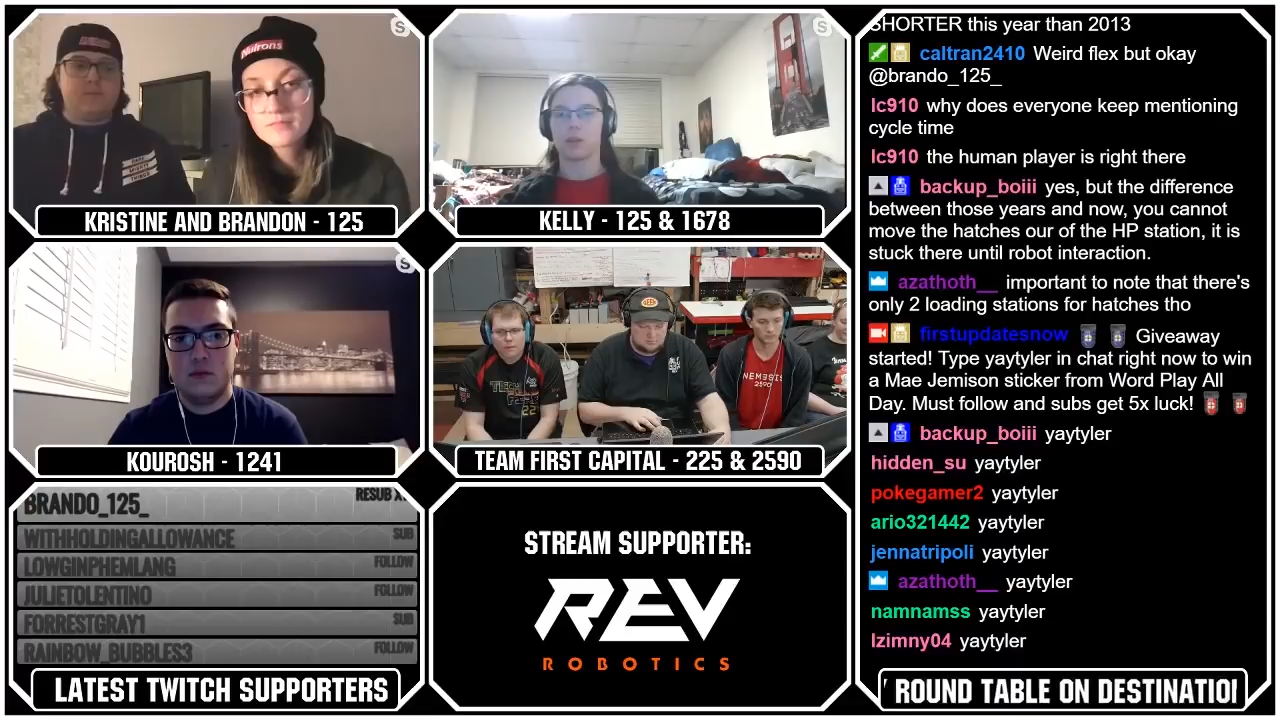 Nutrons
S
KRISTINE AND BRANDON - 125
S
KELLY - 125 & 1678
S
KOUROSH - 1241
NEMESIS
2590
TEAM FIRST CAPITAL - 225 & 2590
BRANDO_125_
RESUB
WITHHOLDINGALLOWANCE
SUB
LOWGINPHEMLANG
FOLLOW
JULIETOLENTINO
FOLLOW
FORRESTGRAY1
SUB
RAINBOW_BUBBLES3
FOLLOW
LATEST TWITCH SUPPORTERS
STREAM SUPPORTER:
REV
ROBOTICS
SHORTER this year than 2013
caltran2410 Weird flex but okay
@brando_125_
lc910 why does everyone keep mentioning
cycle time
lc910 the human player is right there
backup_boiii yes, but the difference
between those years and now, you cannot
move the hatches our of the HP station, it is
stuck there until robot interaction.
azathoth__ important to note that there's
only 2 loading stations for hatches tho
firstupdatesnow Giveaway
started! Type yaytyler in chat right now to win
a Mae Jemison sticker from Word Play All
Day. Must follow and subs get 5x luck!
backup_boiii yaytyler
hidden_su yaytyler
pokegamer2 yaytyler
ario321442 yaytyler
jennatripoli yaytyler
azathoth__ yaytyler
namnamss yaytyler
lzimny04 yaytyler
ROUND TABLE ON DESTINATIO